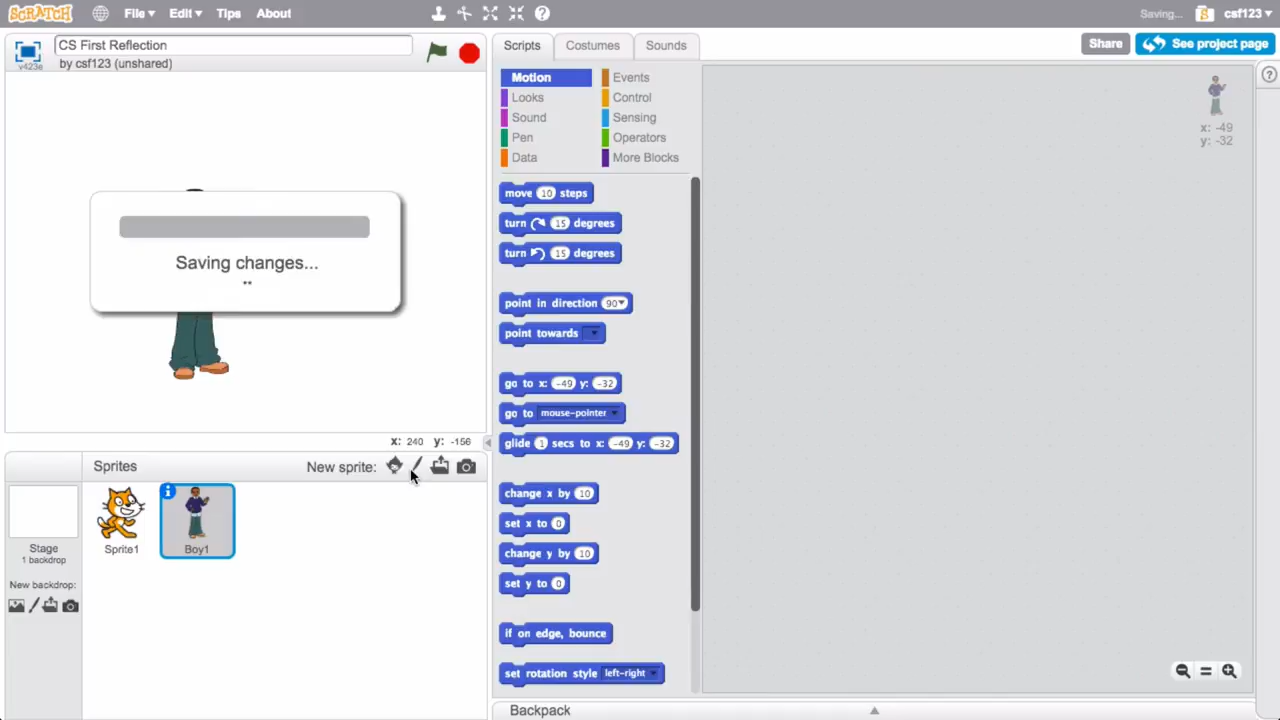 SCRATCH File Edit Tips About Saving... csf123
CS First Reflection
by csf123 (unshared)
v423e
Scripts Costumes Sounds Share See project page
Motion Events
Looks Control
Sound Sensing
Pen Operators
Data More Blocks
x: -49
y: -32
Saving changes...
move 10 steps
turn 15 degrees
turn 15 degrees
point in direction 90
point towards
go to x: -49 y: -32
go to mouse-pointer
glide 1 secs to x: -49 y: -32
change x by 10
set x to 0
change y by 10
set y to 0
if on edge, bounce
set rotation style left-right
x: 240 y: -156
Sprites New sprite:
Stage
1 backdrop
New backdrop:
Sprite1
Boy1
Backpack